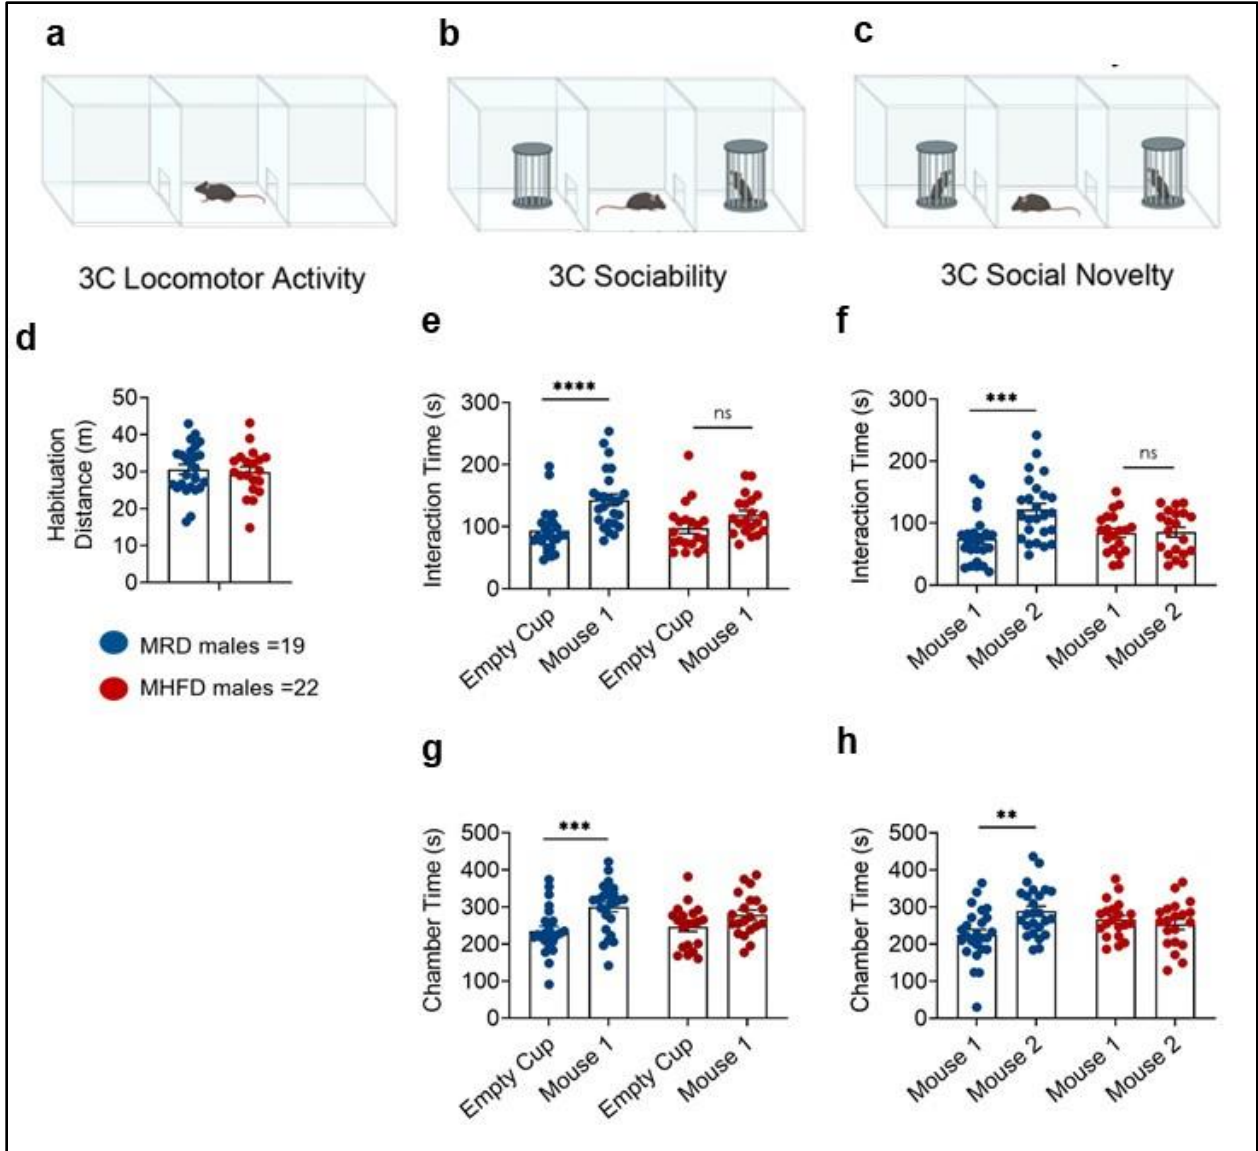 a
b
c
3C Locomotor Activity
3C Sociability
3C Social Novelty
d
Habituation
Distance (m)
50
40
30
20
10
0
MRD males =19
MHFD males =22
e
Interaction Time (s)
300
200
100
0
****
ns
Empty Cup
Mouse 1
Empty Cup
Mouse 1
f
Interaction Time (s)
300
200
100
0
***
ns
Mouse 1
Mouse 2
Mouse 1
Mouse 2
g
Chamber Time (s)
500
400
300
200
100
0
***
Empty Cup
Mouse 1
Empty Cup
Mouse 1
h
Chamber Time (s)
500
400
300
200
100
0
**
Mouse 1
Mouse 2
Mouse 1
Mouse 2